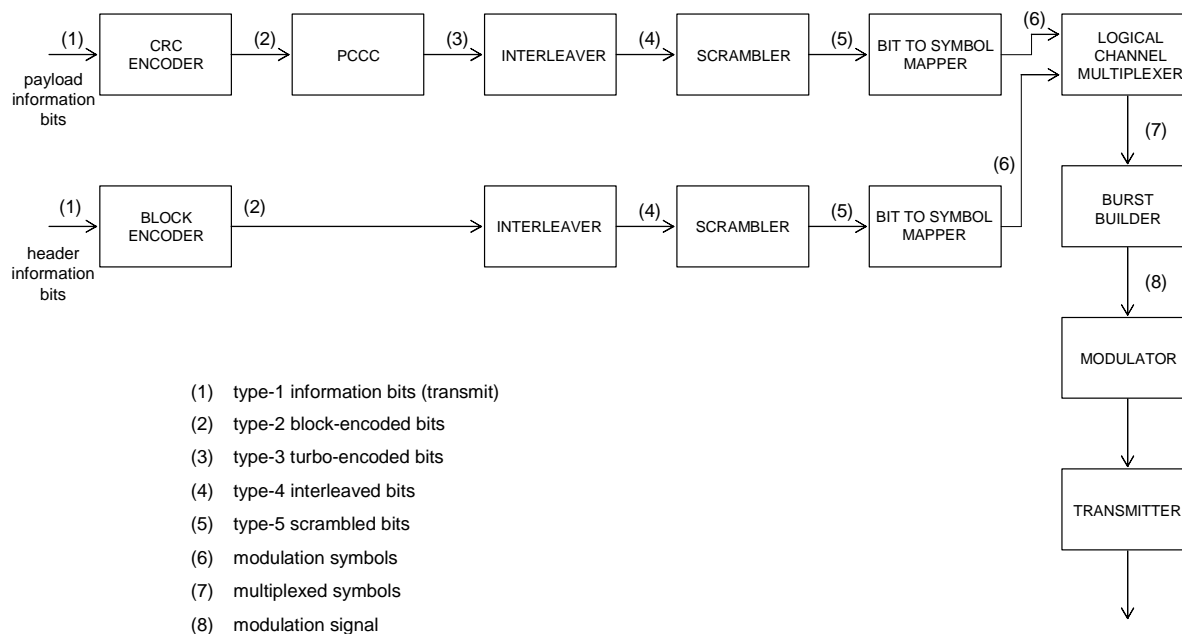 (1)
CRC
ENCODER
(2)
PCCC
(3)
INTERLEAVER
(4)
SCRAMBLER
(5)
BIT TO SYMBOL
MAPPER
(6)
LOGICAL
CHANNEL
MULTIPLEXER
payload
information
bits
(7)
(1)
BLOCK
ENCODER
(2)
INTERLEAVER
(4)
SCRAMBLER
(5)
BIT TO SYMBOL
MAPPER
(6)
BURST
BUILDER
header
information
bits
(8)
MODULATOR
TRANSMITTER
(1) type-1 information bits (transmit)
(2) type-2 block-encoded bits
(3) type-3 turbo-encoded bits
(4) type-4 interleaved bits
(5) type-5 scrambled bits
(6) modulation symbols
(7) multiplexed symbols
(8) modulation signal